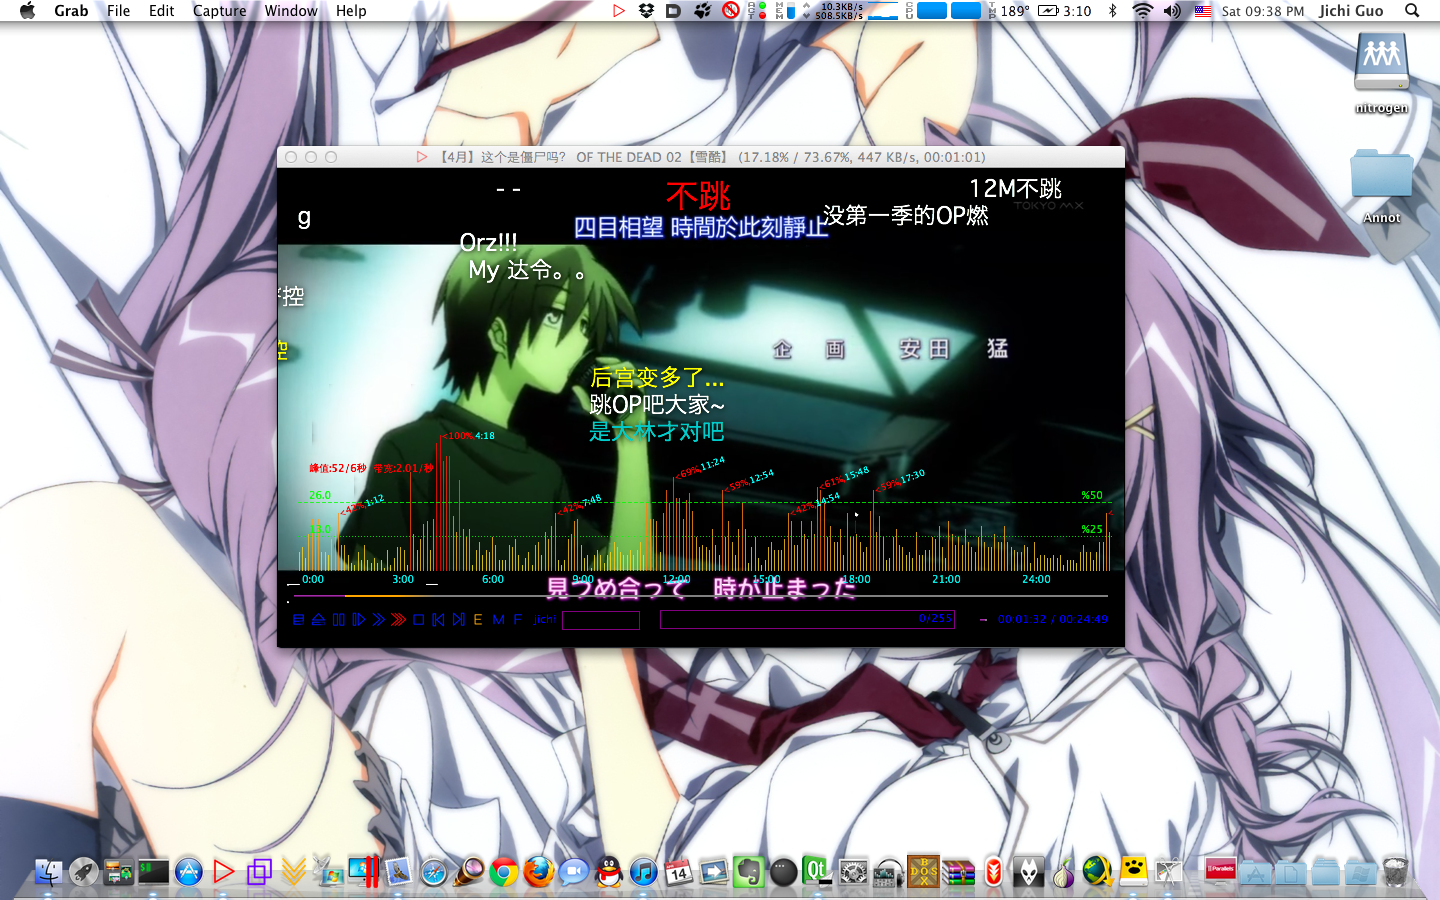 Grab File Edit Capture Window Help
10.3KB/s
508.5KB/s
189° 3:10 Sat 09:38 PM Jichi Guo
nitrogen
Annot
【4月】这个是僵尸吗? OF THE DEAD 02【雪酷】 (17.18% / 73.67%, 447 KB/s, 00:01:01)
- -
不跳
12M不跳
TOKYO MX
g
没第一季的OP燃
四目相望 時間於此刻靜止
Orz!!!
My 达令。。
控
控
企画 安田 猛
后宫变多了...
跳OP吧大家~
是大林才对吧
<100%,4:18
峰值:52/6秒 带宽:2.01/秒
<69%,11:24
<59%,12:54
<61%,15:48
<59%,17:30
26.0
<42%,1:12
<42%,7:48
<42%,14:54
%50
13.0
%25
0:00 3:00 6:00 9:00 12:00 15:00 18:00 21:00 24:00
見つめ合って 時が止まった
E M F jichi 0/255 00:01:32 / 00:24:49
14
Qt
Parallels
DOS
BOX